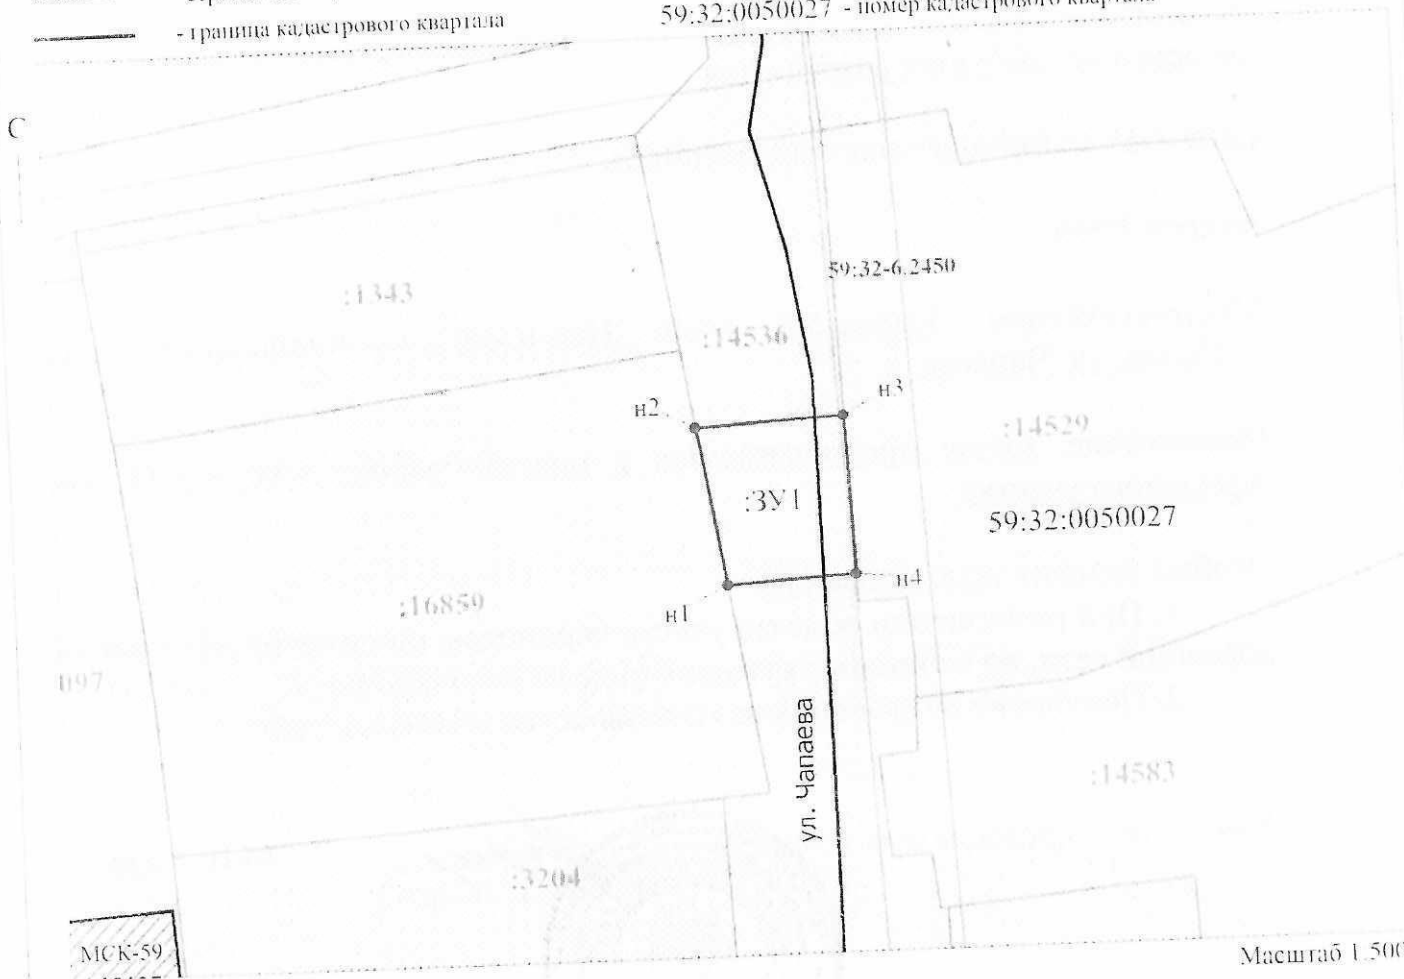 - граница кадастрового квартала
59:32:0050027 - номер кадастрового квартала
С
59:32-6.2450
:1343
:14536
н2
н3
:14529
:ЗУ1
59:32:0050027
:16859
н1
н4
ул. Чапаева
:14583
:3204
МСК-59
Масштаб 1:500